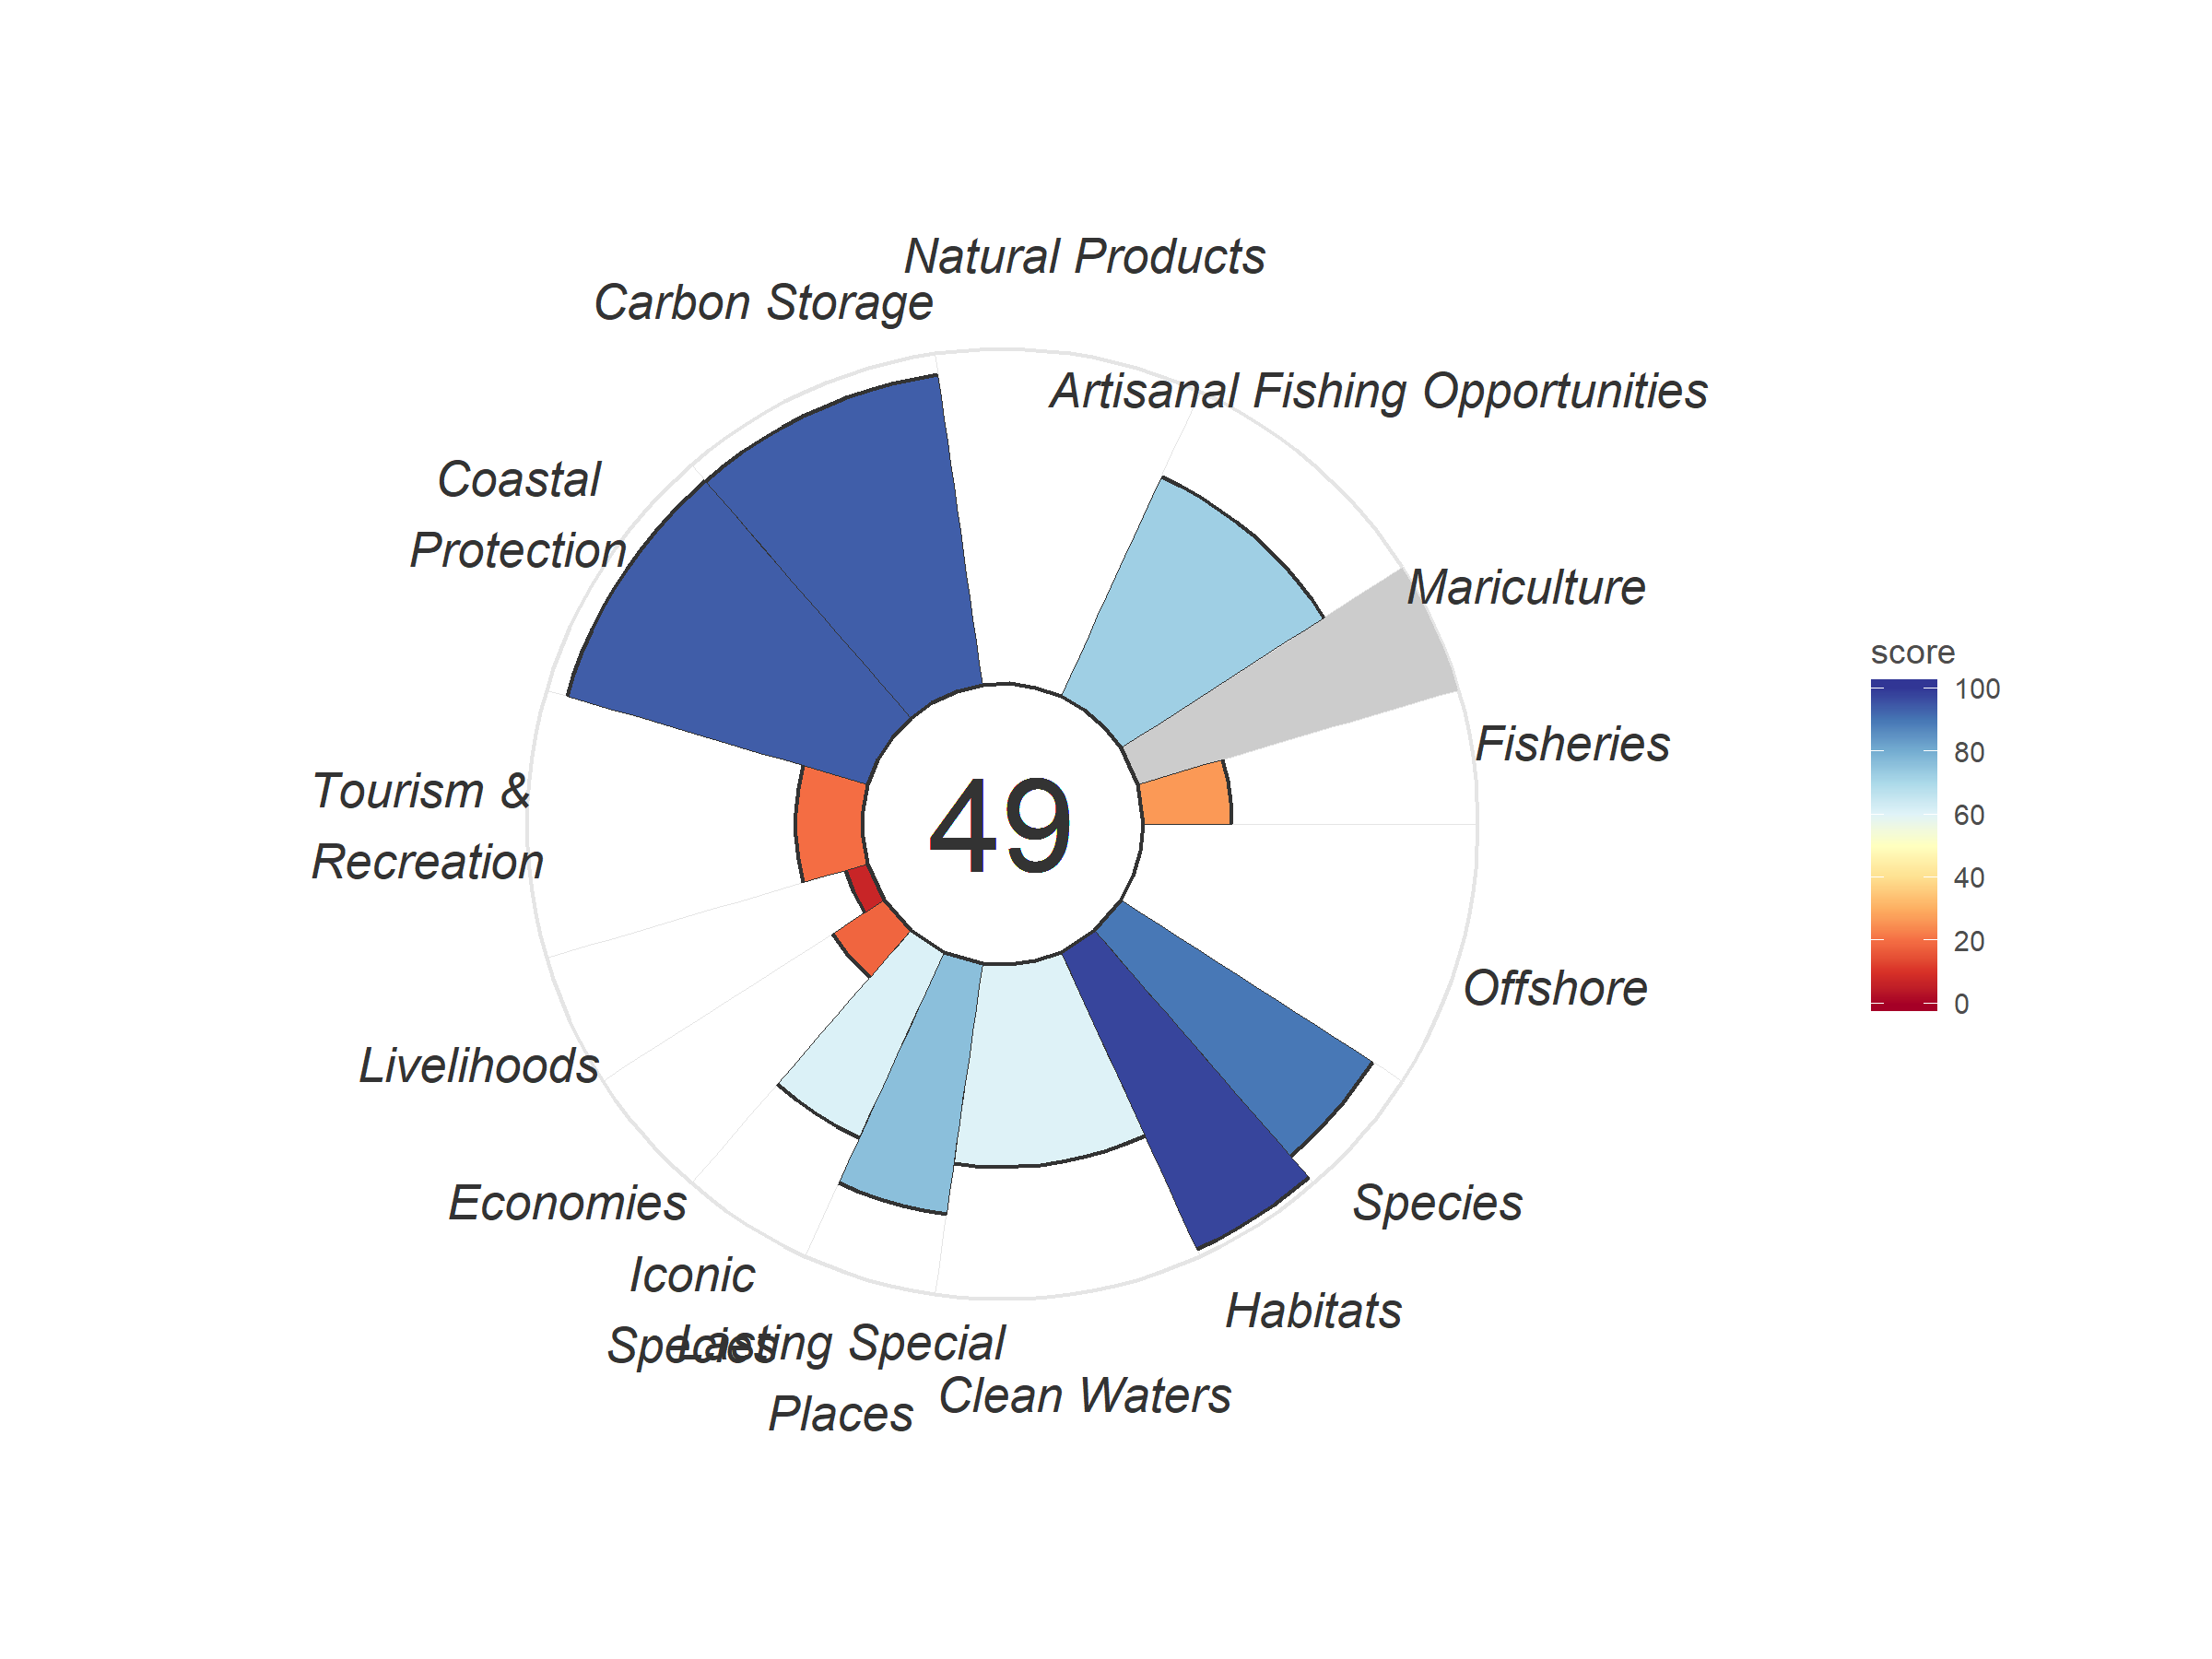 Natural Products
Carbon Storage
Artisanal Fishing Opportunities
Coastal
Protection
Mariculture
Fisheries
Tourism &
Recreation
49
Offshore
Livelihoods
Economies
Species
Iconic
Species
Habitats
Lasting Special
Places
Clean Waters
score
100
80
60
40
20
0